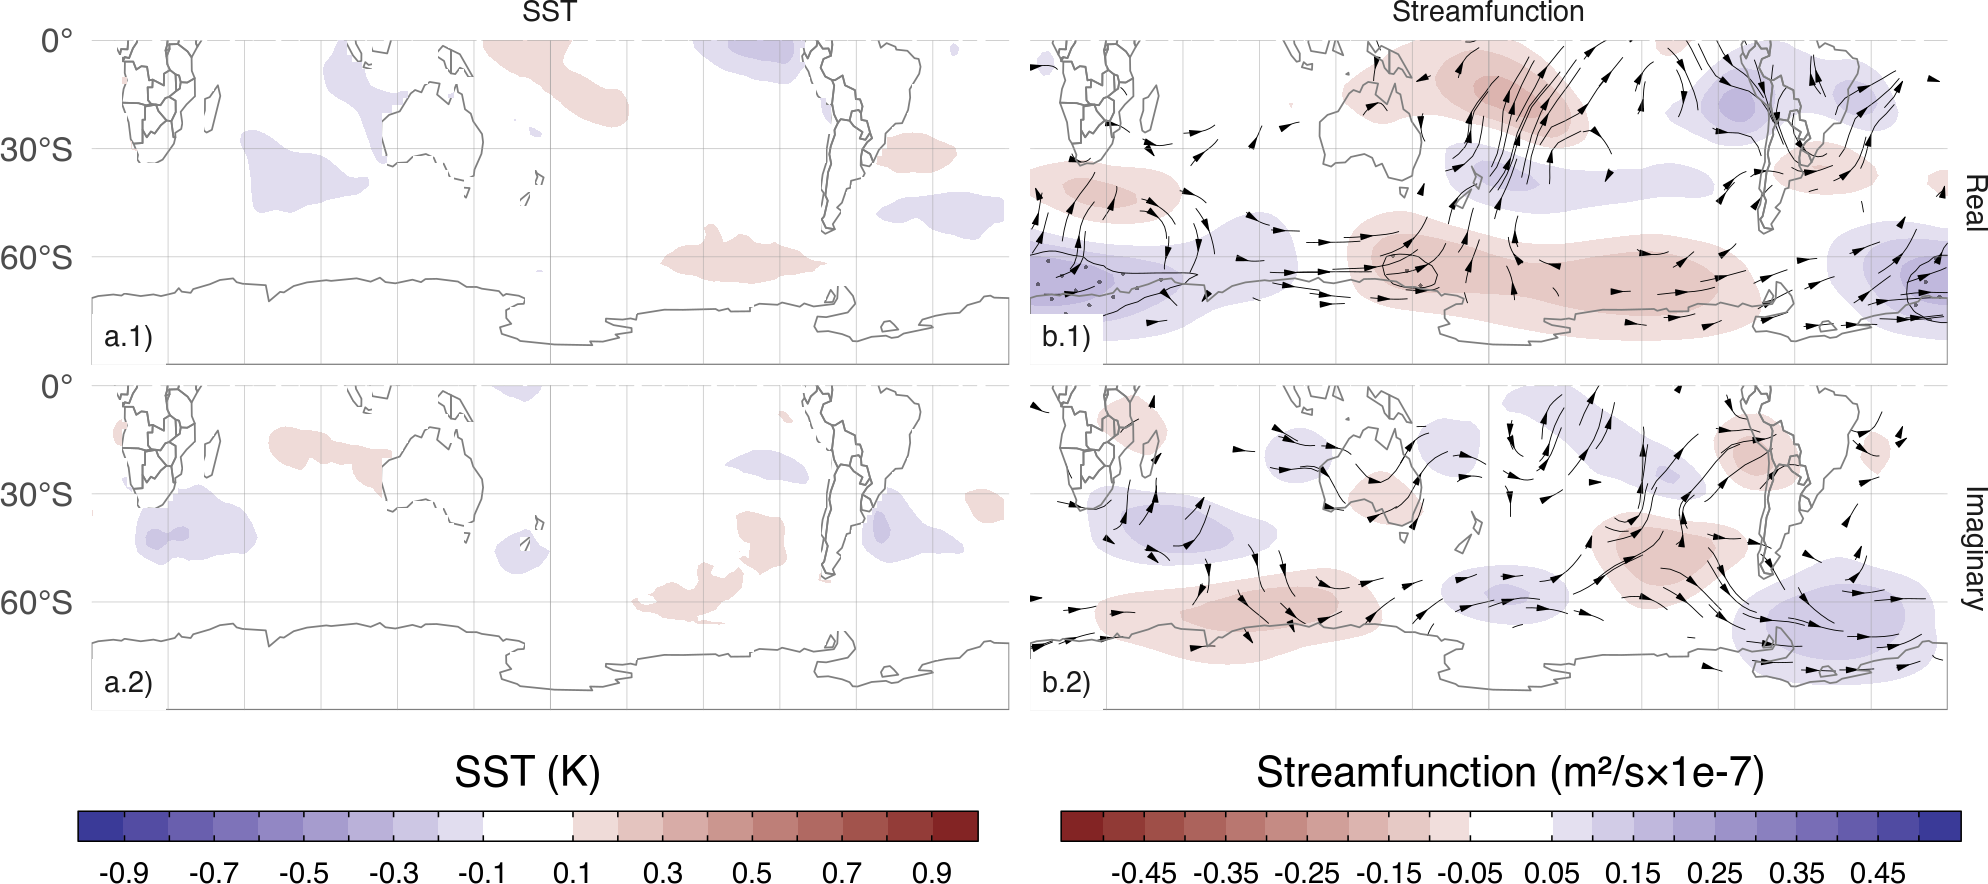 SST
Streamfunction
0°
30°S
60°S
a.1)
b.1)
Real
0°
30°S
60°S
a.2)
b.2)
Imaginary
SST (K)
Streamfunction (m²/s×1e-7)
-0.9 -0.7 -0.5 -0.3 -0.1 0.1 0.3 0.5 0.7 0.9
-0.45 -0.35 -0.25 -0.15 -0.05 0.05 0.15 0.25 0.35 0.45